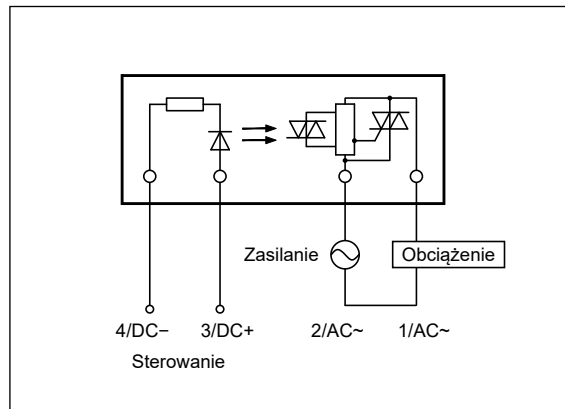 Zasilanie
Obciążenie
4/DC− 3/DC+ 2/AC~ 1/AC~
Sterowanie